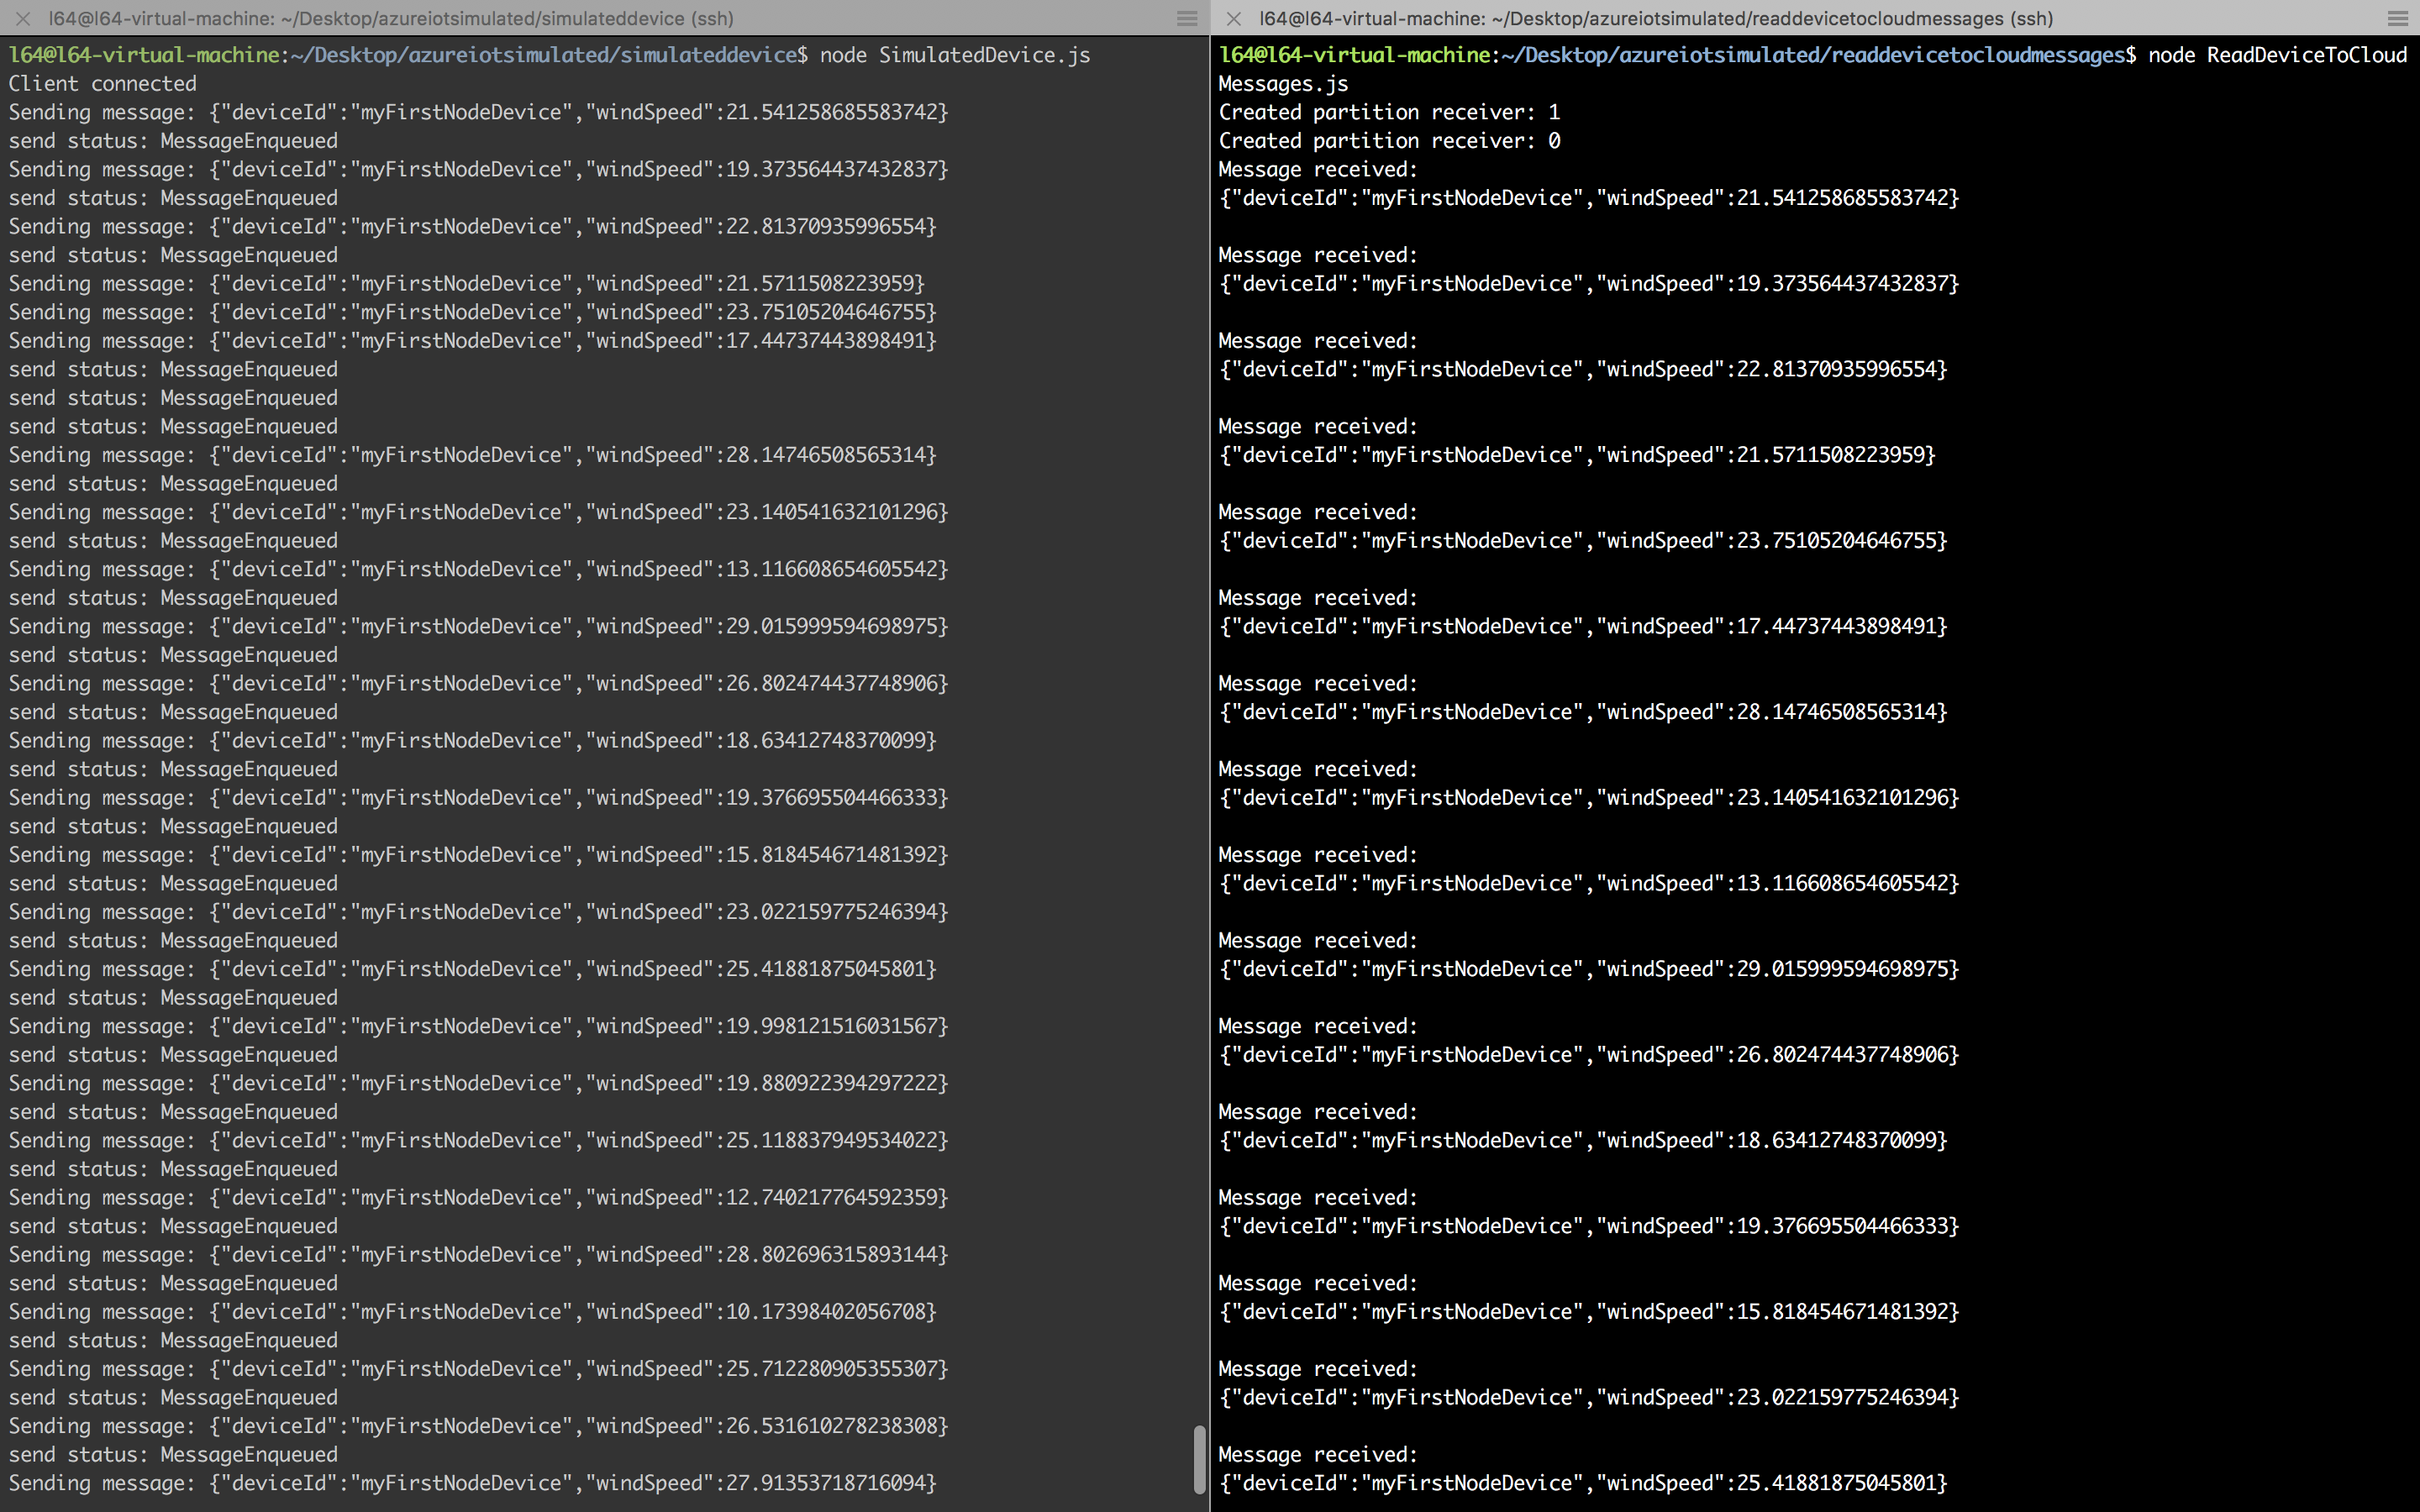 l64@l64-virtual-machine: ~/Desktop/azureiotsimulated/simulateddevice (ssh)
l64@l64-virtual-machine:~/Desktop/azureiotsimulated/simulateddevice$ node SimulatedDevice.js
Client connected
Sending message: {"deviceId":"myFirstNodeDevice","windSpeed":21.541258685583742}
send status: MessageEnqueued
Sending message: {"deviceId":"myFirstNodeDevice","windSpeed":19.373564437432837}
send status: MessageEnqueued
Sending message: {"deviceId":"myFirstNodeDevice","windSpeed":22.81370935996554}
send status: MessageEnqueued
Sending message: {"deviceId":"myFirstNodeDevice","windSpeed":21.5711508223959}
Sending message: {"deviceId":"myFirstNodeDevice","windSpeed":23.75105204646755}
Sending message: {"deviceId":"myFirstNodeDevice","windSpeed":17.44737443898491}
send status: MessageEnqueued
send status: MessageEnqueued
send status: MessageEnqueued
Sending message: {"deviceId":"myFirstNodeDevice","windSpeed":28.14746508565314}
send status: MessageEnqueued
Sending message: {"deviceId":"myFirstNodeDevice","windSpeed":23.140541632101296}
send status: MessageEnqueued
Sending message: {"deviceId":"myFirstNodeDevice","windSpeed":13.116608654605542}
send status: MessageEnqueued
Sending message: {"deviceId":"myFirstNodeDevice","windSpeed":29.015999594698975}
send status: MessageEnqueued
Sending message: {"deviceId":"myFirstNodeDevice","windSpeed":26.802474437748906}
send status: MessageEnqueued
Sending message: {"deviceId":"myFirstNodeDevice","windSpeed":18.63412748370099}
send status: MessageEnqueued
Sending message: {"deviceId":"myFirstNodeDevice","windSpeed":19.376695504466333}
send status: MessageEnqueued
Sending message: {"deviceId":"myFirstNodeDevice","windSpeed":15.818454671481392}
send status: MessageEnqueued
Sending message: {"deviceId":"myFirstNodeDevice","windSpeed":23.022159775246394}
send status: MessageEnqueued
Sending message: {"deviceId":"myFirstNodeDevice","windSpeed":25.41881875045801}
send status: MessageEnqueued
Sending message: {"deviceId":"myFirstNodeDevice","windSpeed":19.998121516031567}
send status: MessageEnqueued
Sending message: {"deviceId":"myFirstNodeDevice","windSpeed":19.880922394297222}
send status: MessageEnqueued
Sending message: {"deviceId":"myFirstNodeDevice","windSpeed":25.118837949534022}
send status: MessageEnqueued
Sending message: {"deviceId":"myFirstNodeDevice","windSpeed":12.740217764592359}
send status: MessageEnqueued
Sending message: {"deviceId":"myFirstNodeDevice","windSpeed":28.802696315893144}
send status: MessageEnqueued
Sending message: {"deviceId":"myFirstNodeDevice","windSpeed":10.17398402056708}
send status: MessageEnqueued
Sending message: {"deviceId":"myFirstNodeDevice","windSpeed":25.712280905355307}
send status: MessageEnqueued
Sending message: {"deviceId":"myFirstNodeDevice","windSpeed":26.531610278238308}
send status: MessageEnqueued
Sending message: {"deviceId":"myFirstNodeDevice","windSpeed":27.91353718716094}
l64@l64-virtual-machine: ~/Desktop/azureiotsimulated/readdevicetocloudmessages (ssh)
l64@l64-virtual-machine:~/Desktop/azureiotsimulated/readdevicetocloudmessages$ node ReadDeviceToCloud
Messages.js
Created partition receiver: 1
Created partition receiver: 0
Message received:
{"deviceId":"myFirstNodeDevice","windSpeed":21.541258685583742}
Message received:
{"deviceId":"myFirstNodeDevice","windSpeed":19.373564437432837}
Message received:
{"deviceId":"myFirstNodeDevice","windSpeed":22.81370935996554}
Message received:
{"deviceId":"myFirstNodeDevice","windSpeed":21.5711508223959}
Message received:
{"deviceId":"myFirstNodeDevice","windSpeed":23.75105204646755}
Message received:
{"deviceId":"myFirstNodeDevice","windSpeed":17.44737443898491}
Message received:
{"deviceId":"myFirstNodeDevice","windSpeed":28.14746508565314}
Message received:
{"deviceId":"myFirstNodeDevice","windSpeed":23.140541632101296}
Message received:
{"deviceId":"myFirstNodeDevice","windSpeed":13.116608654605542}
Message received:
{"deviceId":"myFirstNodeDevice","windSpeed":29.015999594698975}
Message received:
{"deviceId":"myFirstNodeDevice","windSpeed":26.802474437748906}
Message received:
{"deviceId":"myFirstNodeDevice","windSpeed":18.63412748370099}
Message received:
{"deviceId":"myFirstNodeDevice","windSpeed":19.376695504466333}
Message received:
{"deviceId":"myFirstNodeDevice","windSpeed":15.818454671481392}
Message received:
{"deviceId":"myFirstNodeDevice","windSpeed":23.022159775246394}
Message received:
{"deviceId":"myFirstNodeDevice","windSpeed":25.41881875045801}